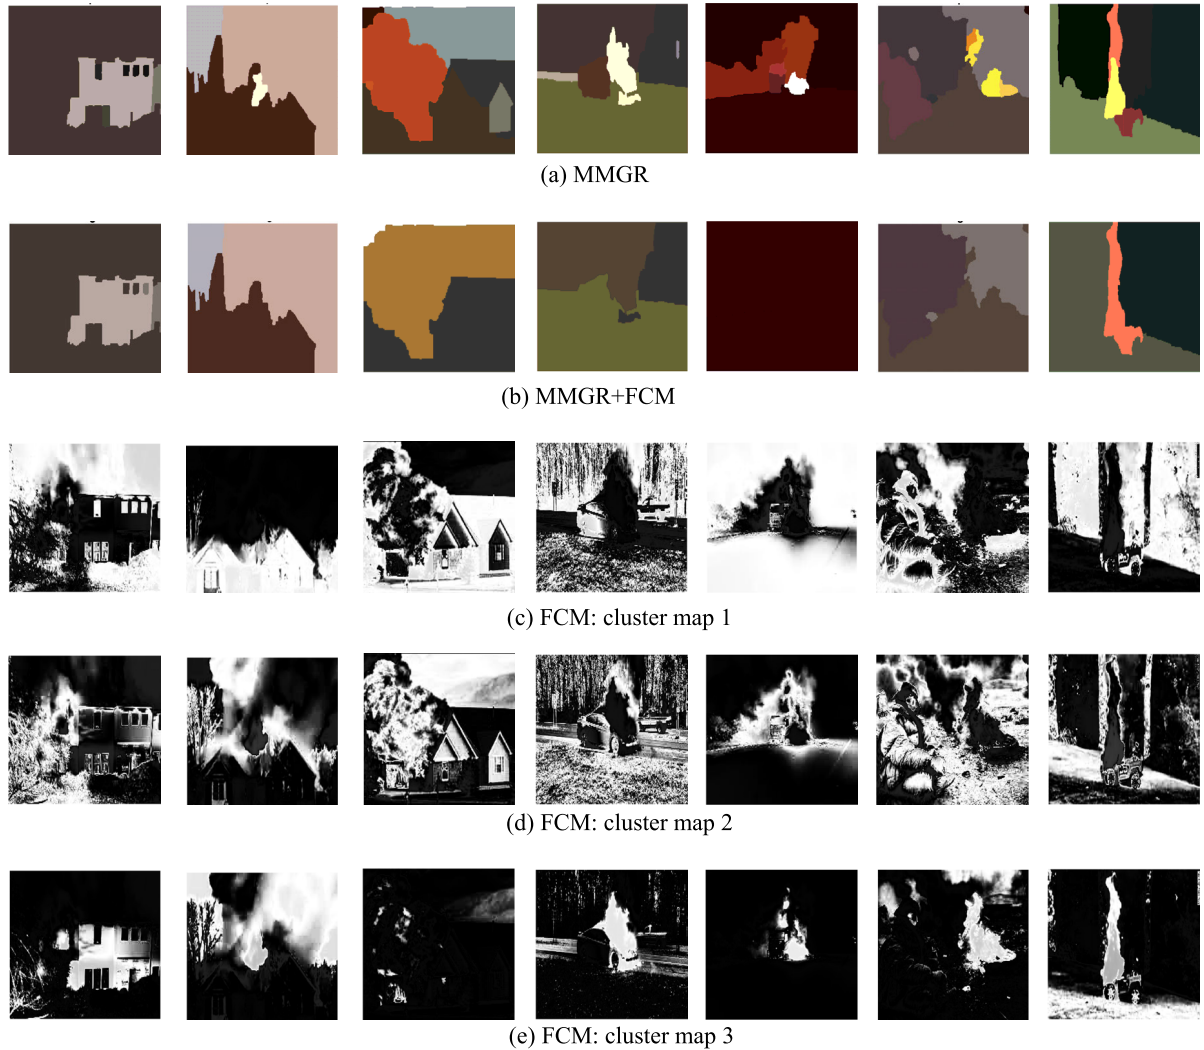 (a) MMGR
(b) MMGR+FCM
(c) FCM: cluster map 1
(d) FCM: cluster map 2
(e) FCM: cluster map 3